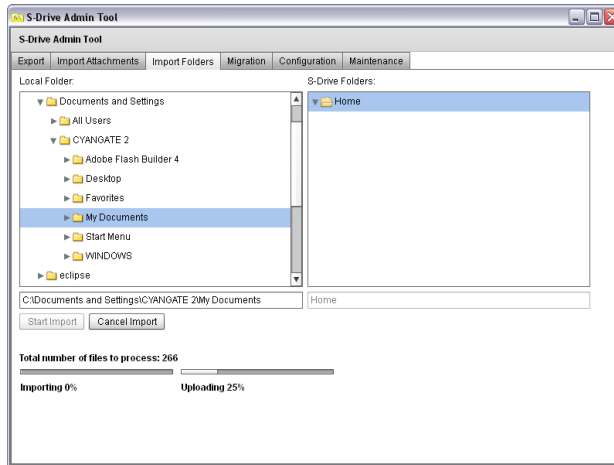 S-Drive Admin Tool
S-Drive Admin Tool
Export Import Attachments Import Folders Migration Configuration Maintenance
Local Folder: S-Drive Folders:
Documents and Settings Home
All Users
CYANGATE 2
Adobe Flash Builder 4
Desktop
Favorites
My Documents
Start Menu
WINDOWS
eclipse
C:\Documents and Settings\CYANGATE 2\My Documents Home
Start Import Cancel Import
Total number of files to process: 266
Importing 0% Uploading 25%